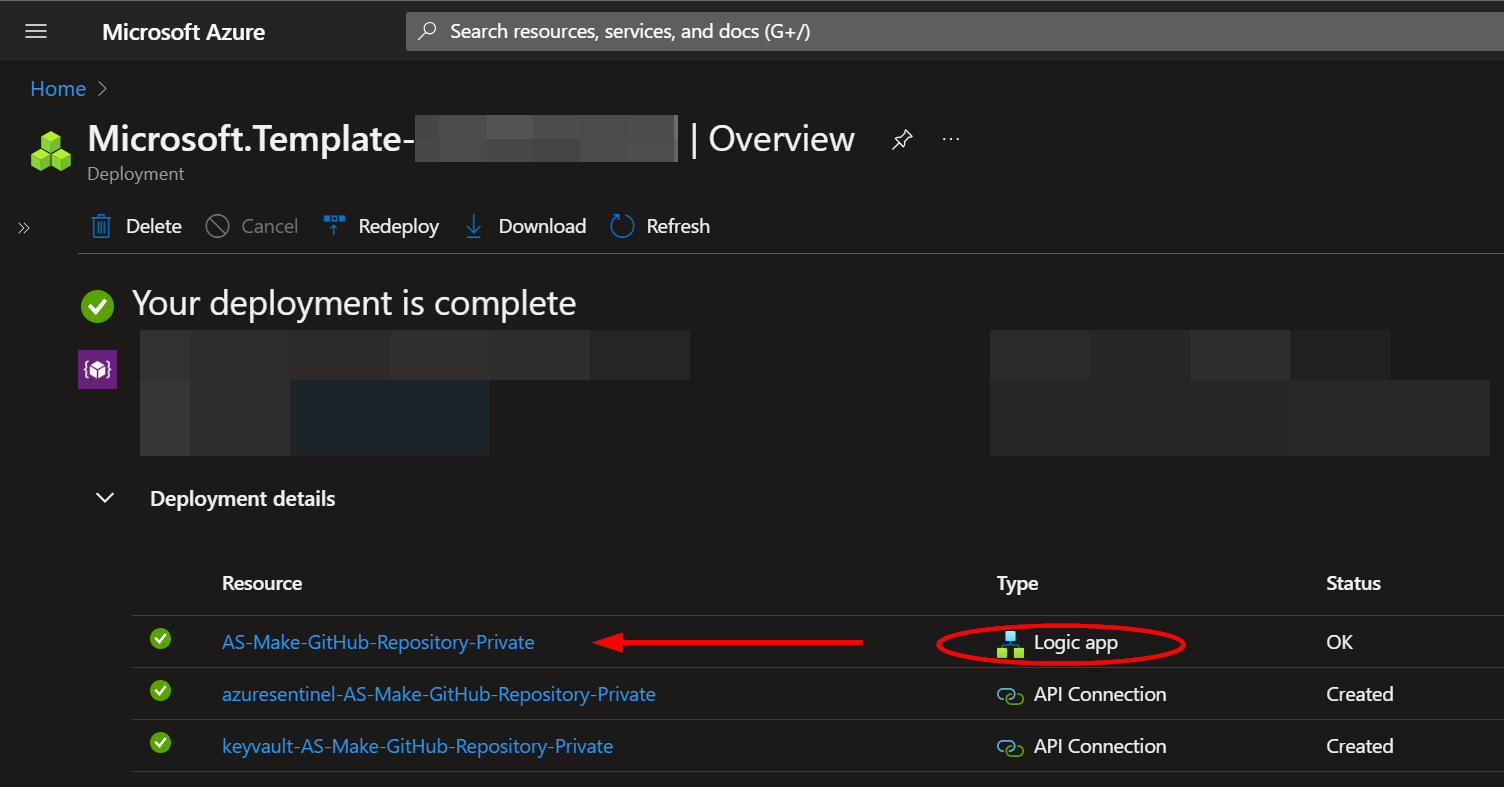 Microsoft Azure
Search resources, services, and docs (G+/)
Home
Microsoft.Template- | Overview
Deployment
Delete Cancel Redeploy Download Refresh
Your deployment is complete
Deployment details
Resource Type Status
AS-Make-GitHub-Repository-Private Logic app OK
azuresentinel-AS-Make-GitHub-Repository-Private API Connection Created
keyvault-AS-Make-GitHub-Repository-Private API Connection Created